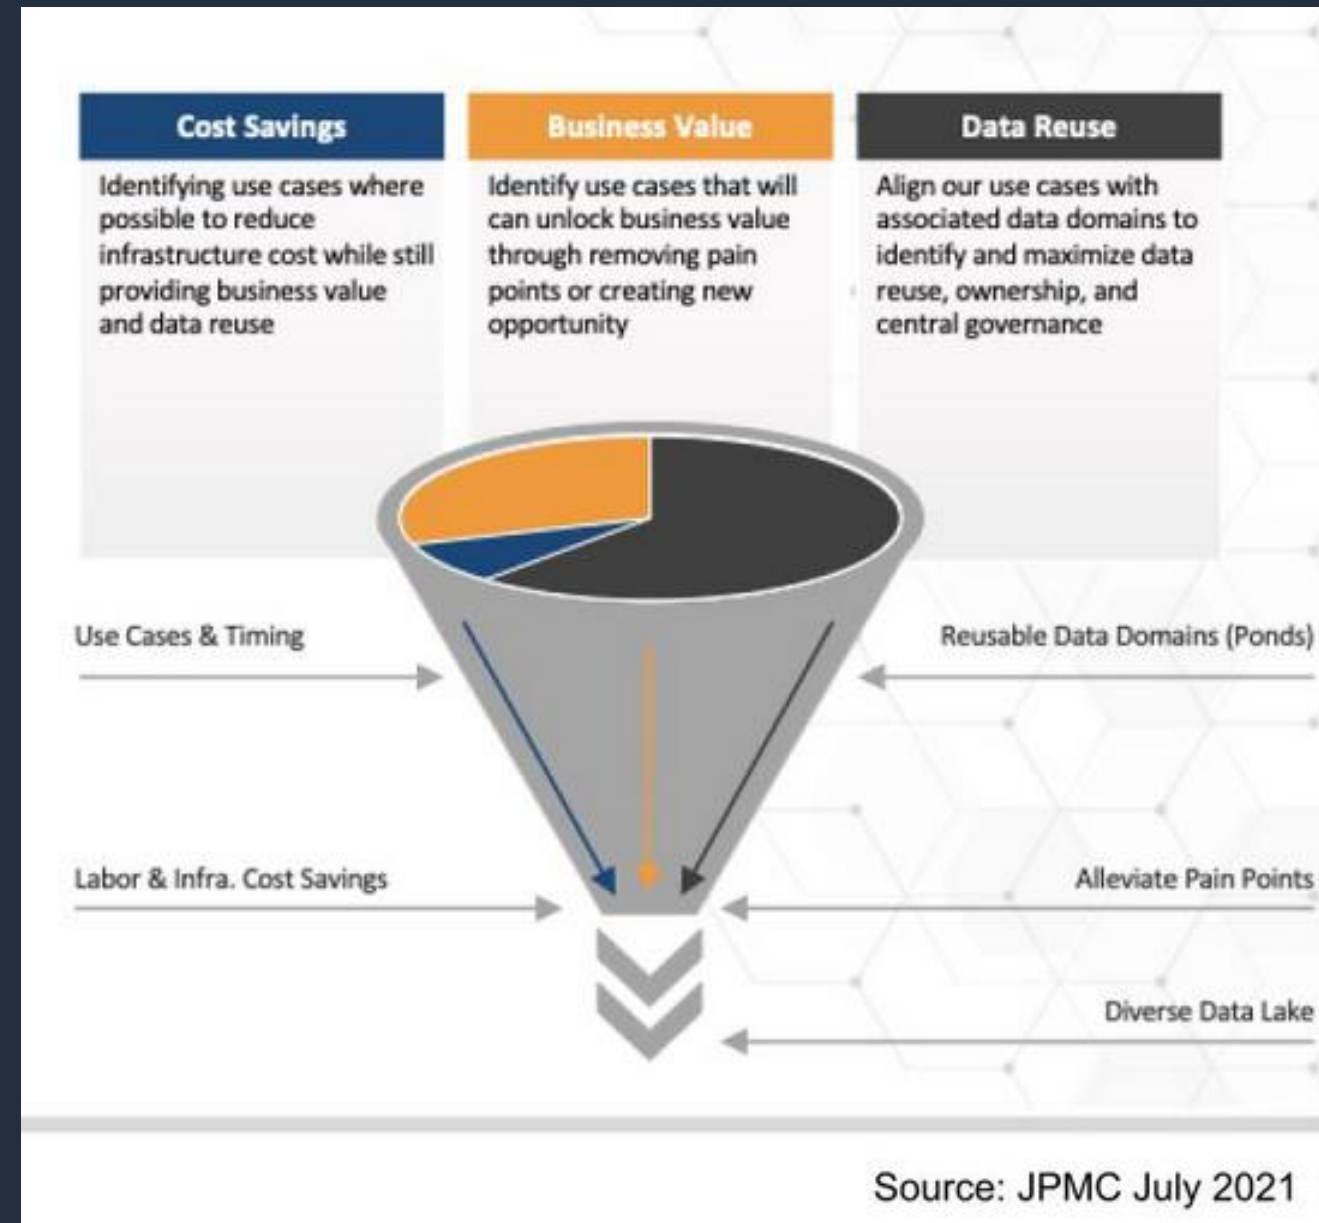 Cost Savings
Identifying use cases where
possible to reduce
infrastructure cost while still
providing business value
and data reuse
Business Value
Identify use cases that will
can unlock business value
through removing pain
points or creating new
opportunity
Data Reuse
Align our use cases with
associated data domains to
identify and maximize data
reuse, ownership, and
central governance
Use Cases & Timing
Reusable Data Domains (Ponds)
Labor & Infra. Cost Savings
Alleviate Pain Points
Diverse Data Lake
Source: JPMC July 2021